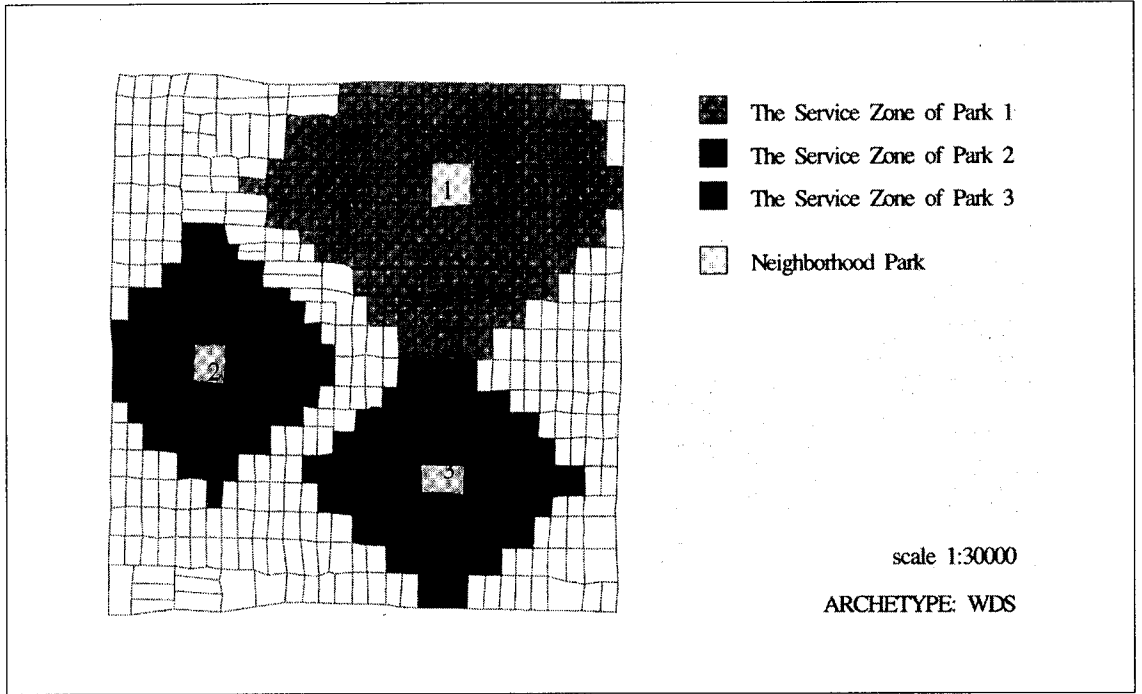 1
2
3
The Service Zone of Park 1
The Service Zone of Park 2
The Service Zone of Park 3
Neighborhood Park
scale 1:30000
ARCHETYPE: WDS